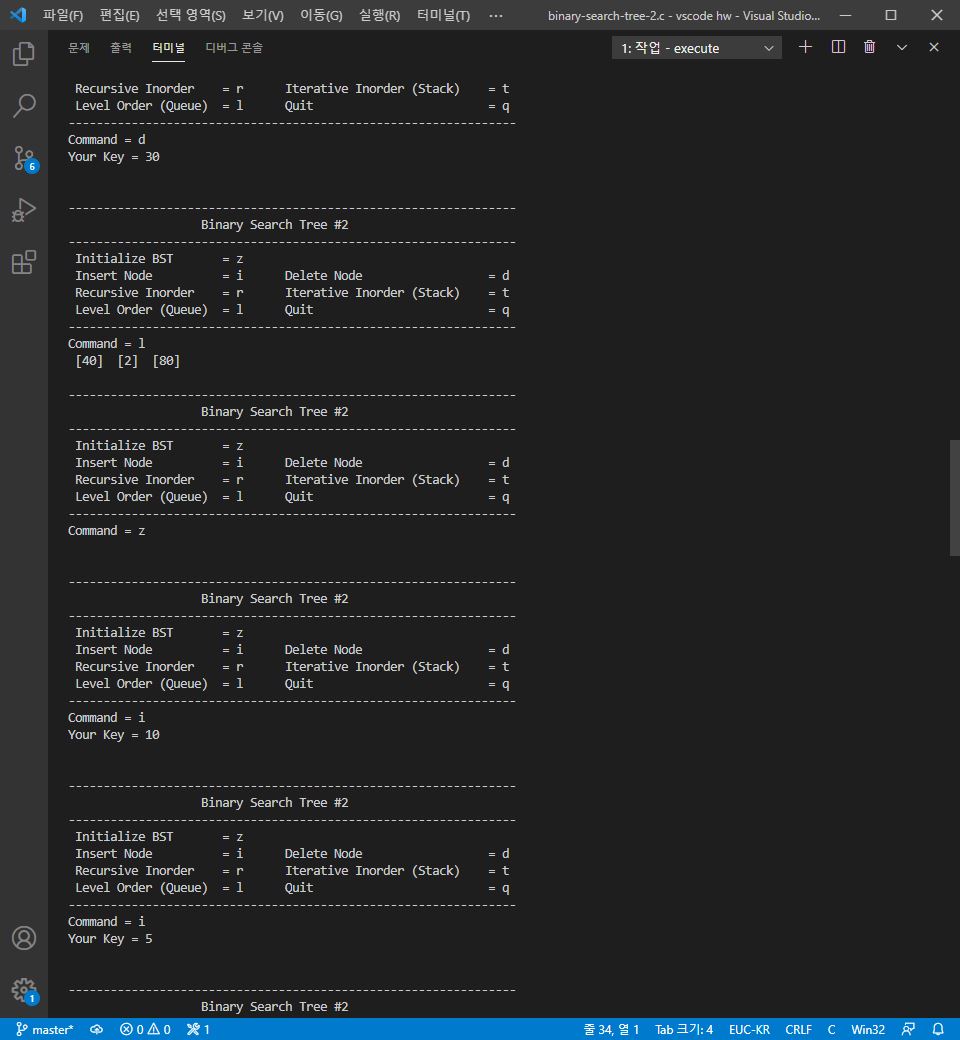 파일(F) 편집(E) 선택 영역(S) 보기(V) 이동(G) 실행(R) 터미널(T) ··· binary-search-tree-2.c - vscode hw - Visual Studio...
문제 출력 터미널 디버그 콘솔 1: 작업 - execute
Recursive Inorder = r Iterative Inorder (Stack) = t
Level Order (Queue) = l Quit = q
----------------------------------------------------------------
Command = d
Your Key = 30
----------------------------------------------------------------
Binary Search Tree #2
----------------------------------------------------------------
Initialize BST = z
Insert Node = i Delete Node = d
Recursive Inorder = r Iterative Inorder (Stack) = t
Level Order (Queue) = l Quit = q
----------------------------------------------------------------
Command = l
[40] [2] [80]
----------------------------------------------------------------
Binary Search Tree #2
----------------------------------------------------------------
Initialize BST = z
Insert Node = i Delete Node = d
Recursive Inorder = r Iterative Inorder (Stack) = t
Level Order (Queue) = l Quit = q
----------------------------------------------------------------
Command = z
----------------------------------------------------------------
Binary Search Tree #2
----------------------------------------------------------------
Initialize BST = z
Insert Node = i Delete Node = d
Recursive Inorder = r Iterative Inorder (Stack) = t
Level Order (Queue) = l Quit = q
----------------------------------------------------------------
Command = i
Your Key = 10
----------------------------------------------------------------
Binary Search Tree #2
----------------------------------------------------------------
Initialize BST = z
Insert Node = i Delete Node = d
Recursive Inorder = r Iterative Inorder (Stack) = t
Level Order (Queue) = l Quit = q
----------------------------------------------------------------
Command = i
Your Key = 5
----------------------------------------------------------------
Binary Search Tree #2
6
1
master* 0 0 1 줄 34, 열 1 Tab 크기: 4 EUC-KR CRLF C Win32